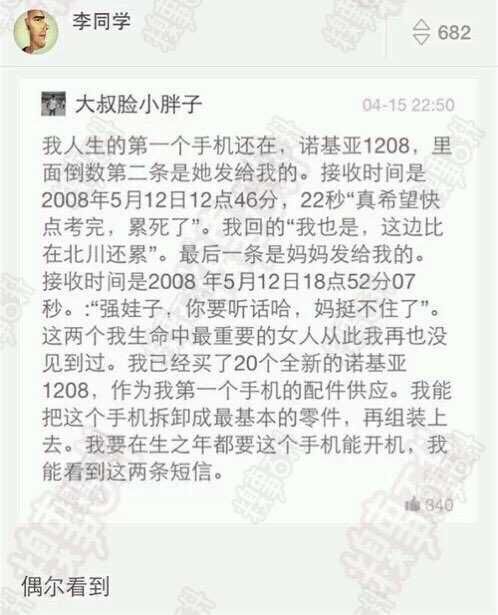 李同学
682
大叔脸小胖子
04-15 22:50
我人生的第一个手机还在，诺基亚1208，里
面倒数第二条是她发给我的。接收时间是
2008年5月12日12点46分，22秒“真希望快
点考完，累死了”。我回的“我也是，这边比
在北川还累”。最后一条是妈妈发给我的。
接收时间是2008 年5月12日18点52分07
秒。:“强娃子，你要听话哈，妈挺不住了”。
这两个我生命中最重要的女人从此我再也没
见到过。我已经买了20个全新的诺基亚
1208，作为我第一个手机的配件供应。我能
把这个手机拆卸成最基本的零件，再组装上
去。我要在生之年都要这个手机能开机，我
能看到这两条短信。
840
偶尔看到